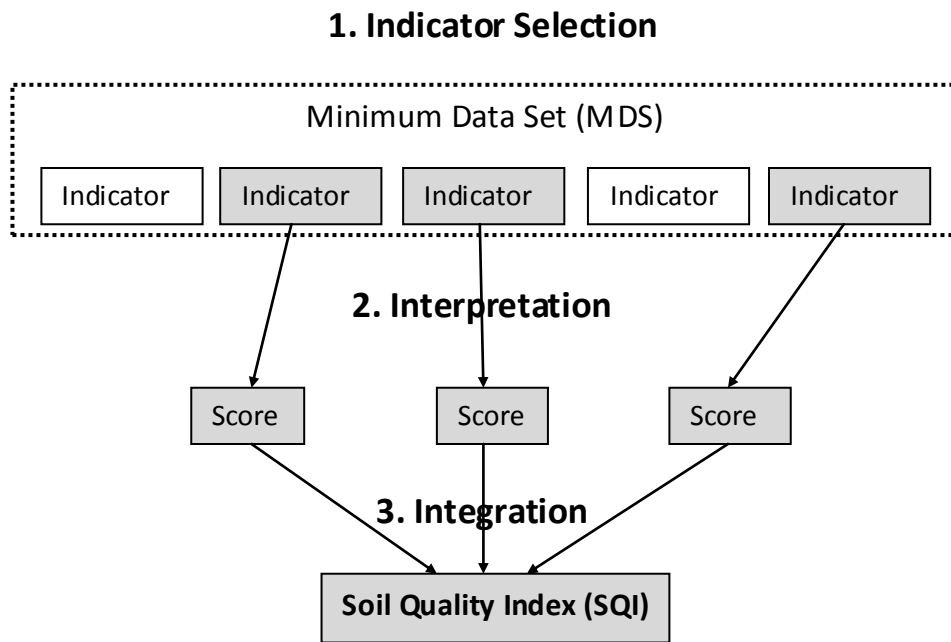 1. Indicator Selection
Minimum Data Set (MDS)
Indicator Indicator Indicator Indicator Indicator
2. Interpretation
Score Score Score
3. Integration
Soil Quality Index (SQI)